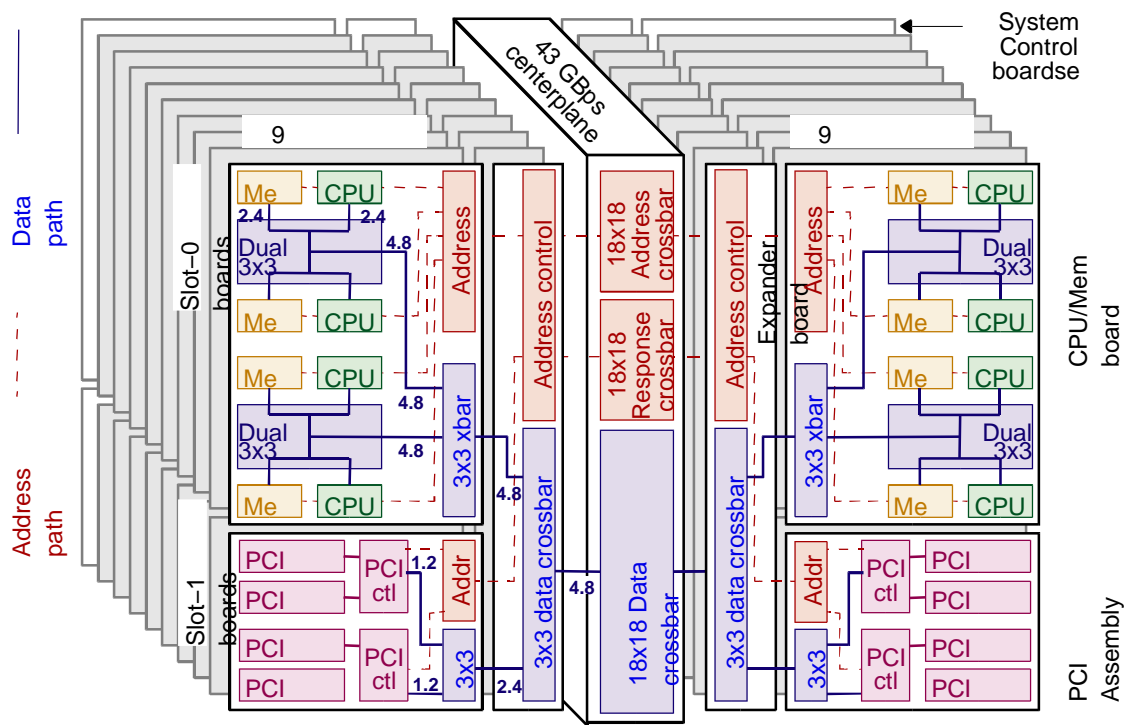 System
Control
boardse
43 GBps
centerplane
9
9
Data
path
Address
path
Slot–0
boards
Me
CPU
2.4
2.4
Dual
3x3
4.8
Me
CPU
Me
CPU
4.8
Dual
3x3
4.8
Me
CPU
Address
3x3 xbar
4.8
Address control
3x3 data crossbar
18x18
Address
crossbar
18x18
Response
crossbar
18x18 Data
crossbar
4.8
Address control
3x3 data crossbar
Expander
board
Address
3x3 xbar
Me
CPU
Dual
3x3
Me
CPU
Me
CPU
Dual
3x3
Me
CPU
CPU/Mem
board
Slot–1
boards
PCI
PCI
PCI
PCI
PCI
ctl
PCI
ctl
1.2
1.2
Addr
3x3
2.4
Addr
3x3
PCI
ctl
PCI
ctl
PCI
PCI
PCI
PCI
PCI
Assembly